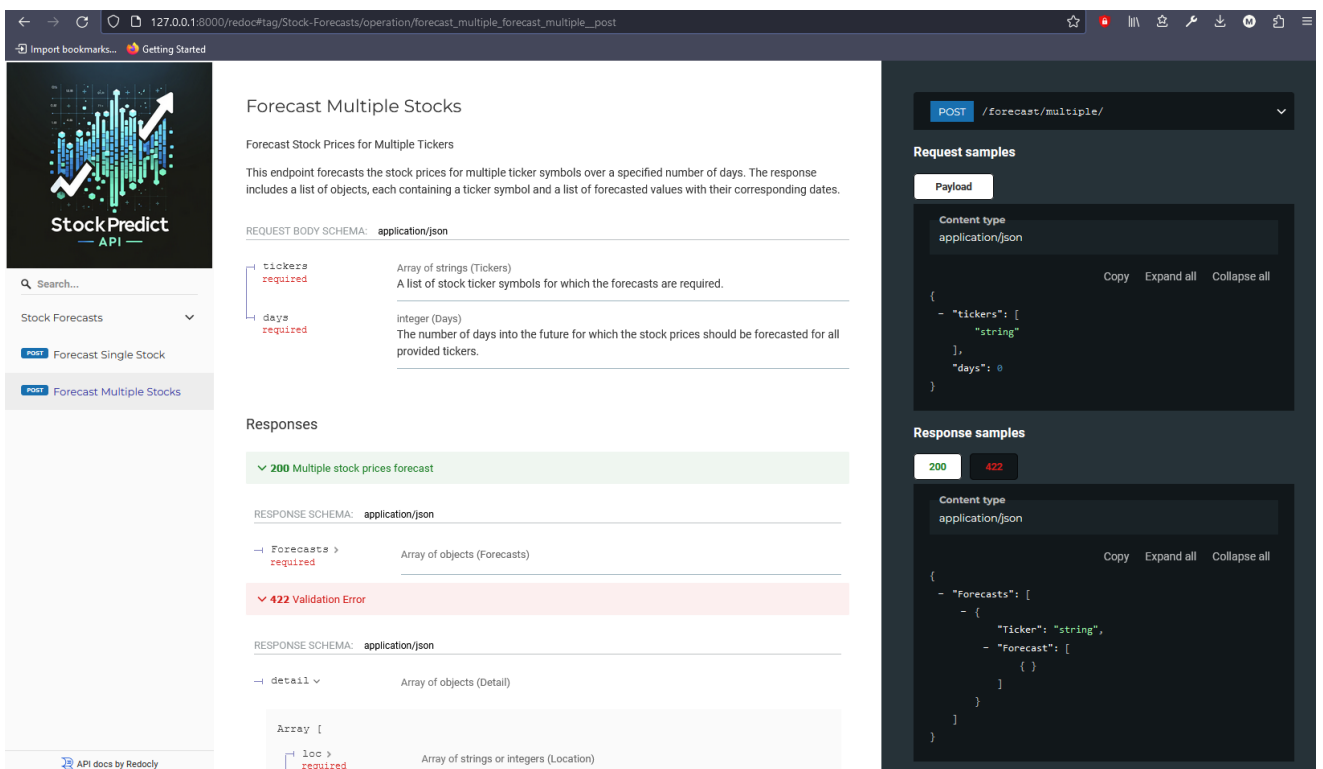 127.0.0.1:8000/redoc#tag/Stock-Forecasts/operation/forecast_multiple_forecast_multiple__post
Import bookmarks...
Getting Started
StockPredict
API
Search...
Stock Forecasts
POST Forecast Single Stock
POST Forecast Multiple Stocks
API docs by Redocly
Forecast Multiple Stocks
Forecast Stock Prices for Multiple Tickers
This endpoint forecasts the stock prices for multiple ticker symbols over a specified number of days. The response
includes a list of objects, each containing a ticker symbol and a list of forecasted values with their corresponding dates.
REQUEST BODY SCHEMA: application/json
tickers
required
Array of strings (Tickers)
A list of stock ticker symbols for which the forecasts are required.
days
required
integer (Days)
The number of days into the future for which the stock prices should be forecasted for all
provided tickers.
Responses
200 Multiple stock prices forecast
RESPONSE SCHEMA: application/json
Forecasts
required
Array of objects (Forecasts)
422 Validation Error
RESPONSE SCHEMA: application/json
detail
Array of objects (Detail)
Array [
loc
required
Array of strings or integers (Location)
POST /forecast/multiple/
Request samples
Payload
Content type
application/json
Copy Expand all Collapse all
{
- "tickers": [
"string"
],
"days": 0
}
Response samples
200 422
Content type
application/json
Copy Expand all Collapse all
{
- "Forecasts": [
- {
"Ticker": "string",
- "Forecast": [
{ }
]
}
]
}